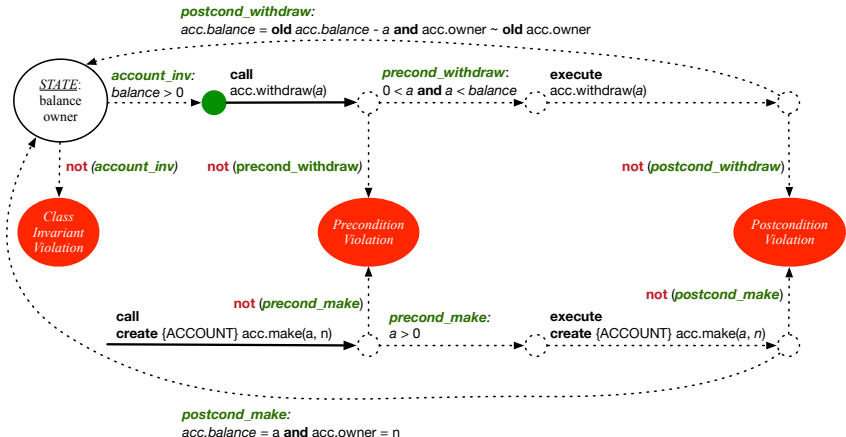 postcond_withdraw:
acc.balance = old acc.balance - a and acc.owner ~ old acc.owner
STATE:
balance
owner
account_inv:
balance > 0
call
acc.withdraw(a)
precond_withdraw:
0 < a and a < balance
execute
acc.withdraw(a)
not (account_inv)
not (precond_withdraw)
not (postcond_withdraw)
Class
Invariant
Violation
Precondition
Violation
Postcondition
Violation
not (precond_make)
not (postcond_make)
call
create {ACCOUNT} acc.make(a, n)
precond_make:
a > 0
execute
create {ACCOUNT} acc.make(a, n)
postcond_make:
acc.balance = a and acc.owner = n